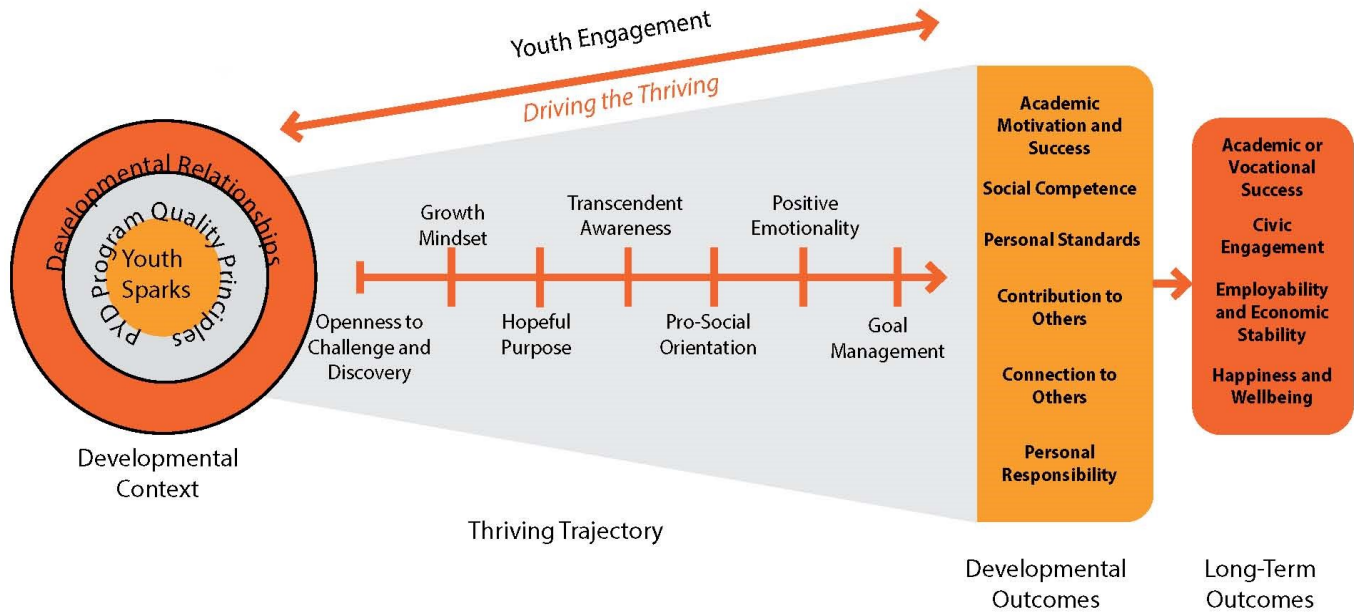 Youth Engagement
Driving the Thriving
Developmental Relationships
PYD Program Quality Principles
Youth
Sparks
Developmental
Context
Growth
Mindset
Transcendent
Awareness
Positive
Emotionality
Openness to
Challenge and
Discovery
Hopeful
Purpose
Pro-Social
Orientation
Goal
Management
Thriving Trajectory
Academic
Motivation and
Success
Social Competence
Personal Standards
Contribution to
Others
Connection to
Others
Personal
Responsibility
Developmental
Outcomes
Academic or
Vocational
Success
Civic
Engagement
Employability
and Economic
Stability
Happiness and
Wellbeing
Long-Term
Outcomes